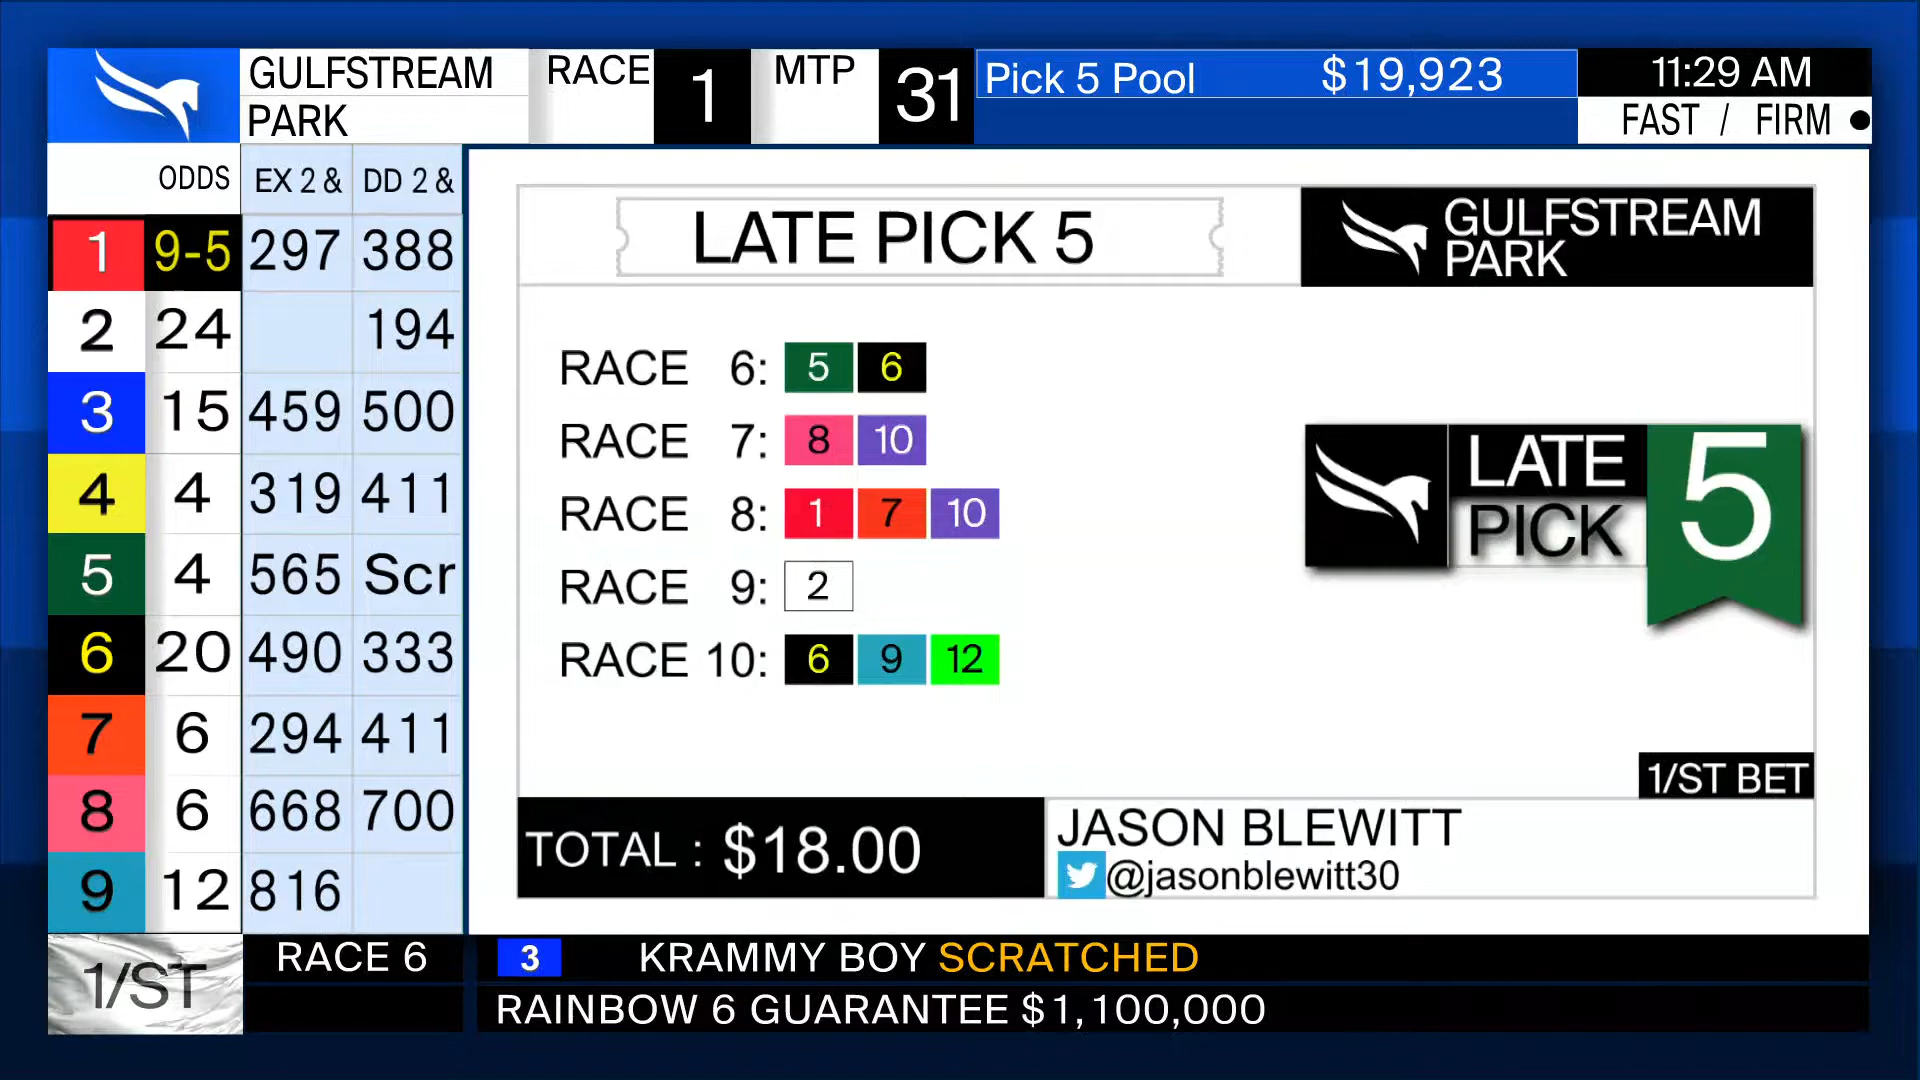 GULFSTREAM PARK
RACE 1 MTP 31
Pick 5 Pool $19,923
11:29 AM
FAST / FIRM
ODDS EX 2 & DD 2 &
1 9-5 297 388
2 24 194
3 15 459 500
4 4 319 411
5 4 565 Scr
6 20 490 333
7 6 294 411
8 6 668 700
9 12 816
LATE PICK 5
GULFSTREAM
PARK
RACE 6: 5 6
RACE 7: 8 10
RACE 8: 1 7 10
RACE 9: 2
RACE 10: 6 9 12
LATE
PICK
5
1/ST BET
TOTAL : $18.00
JASON BLEWITT
@jasonblewitt30
1/ST
RACE 6 3 KRAMMY BOY SCRATCHED
RAINBOW 6 GUARANTEE $1,100,000